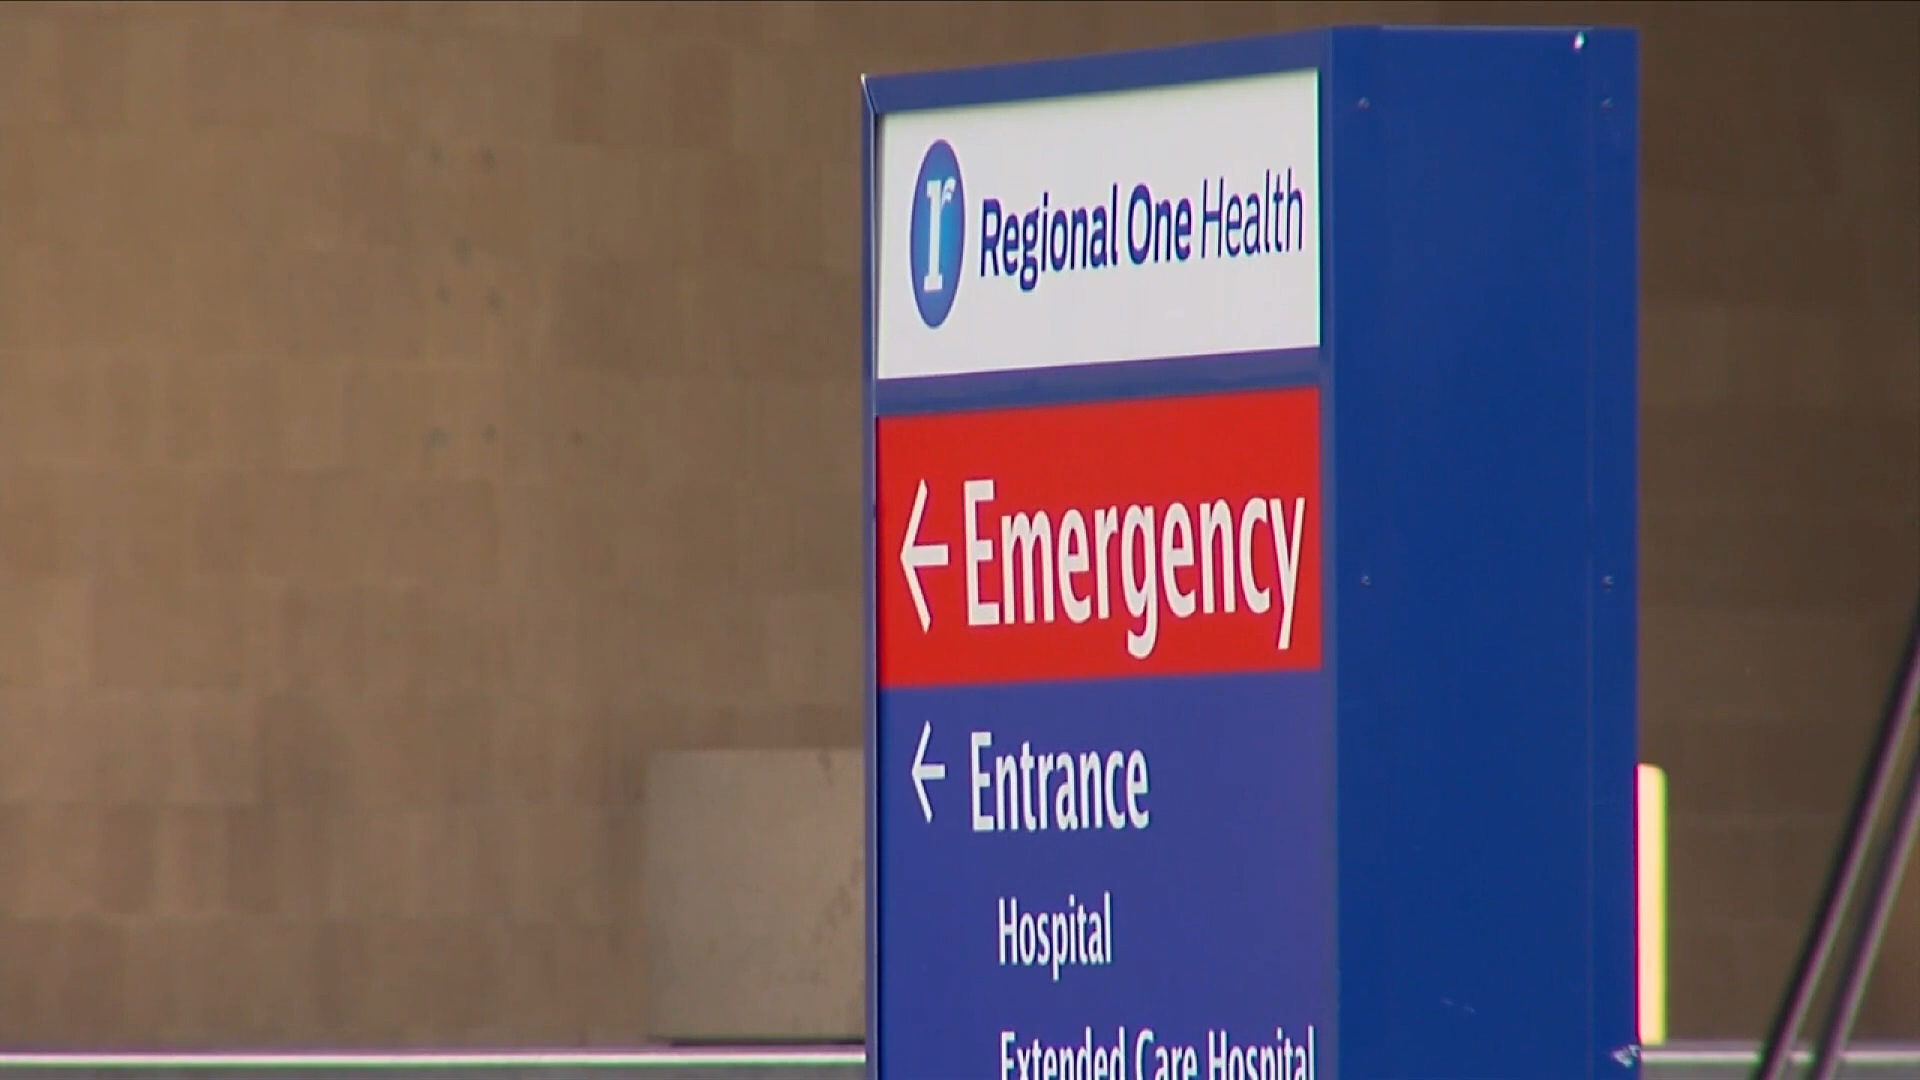 r Regional One Health
← Emergency
← Entrance
Hospital
Extended Care Hospital